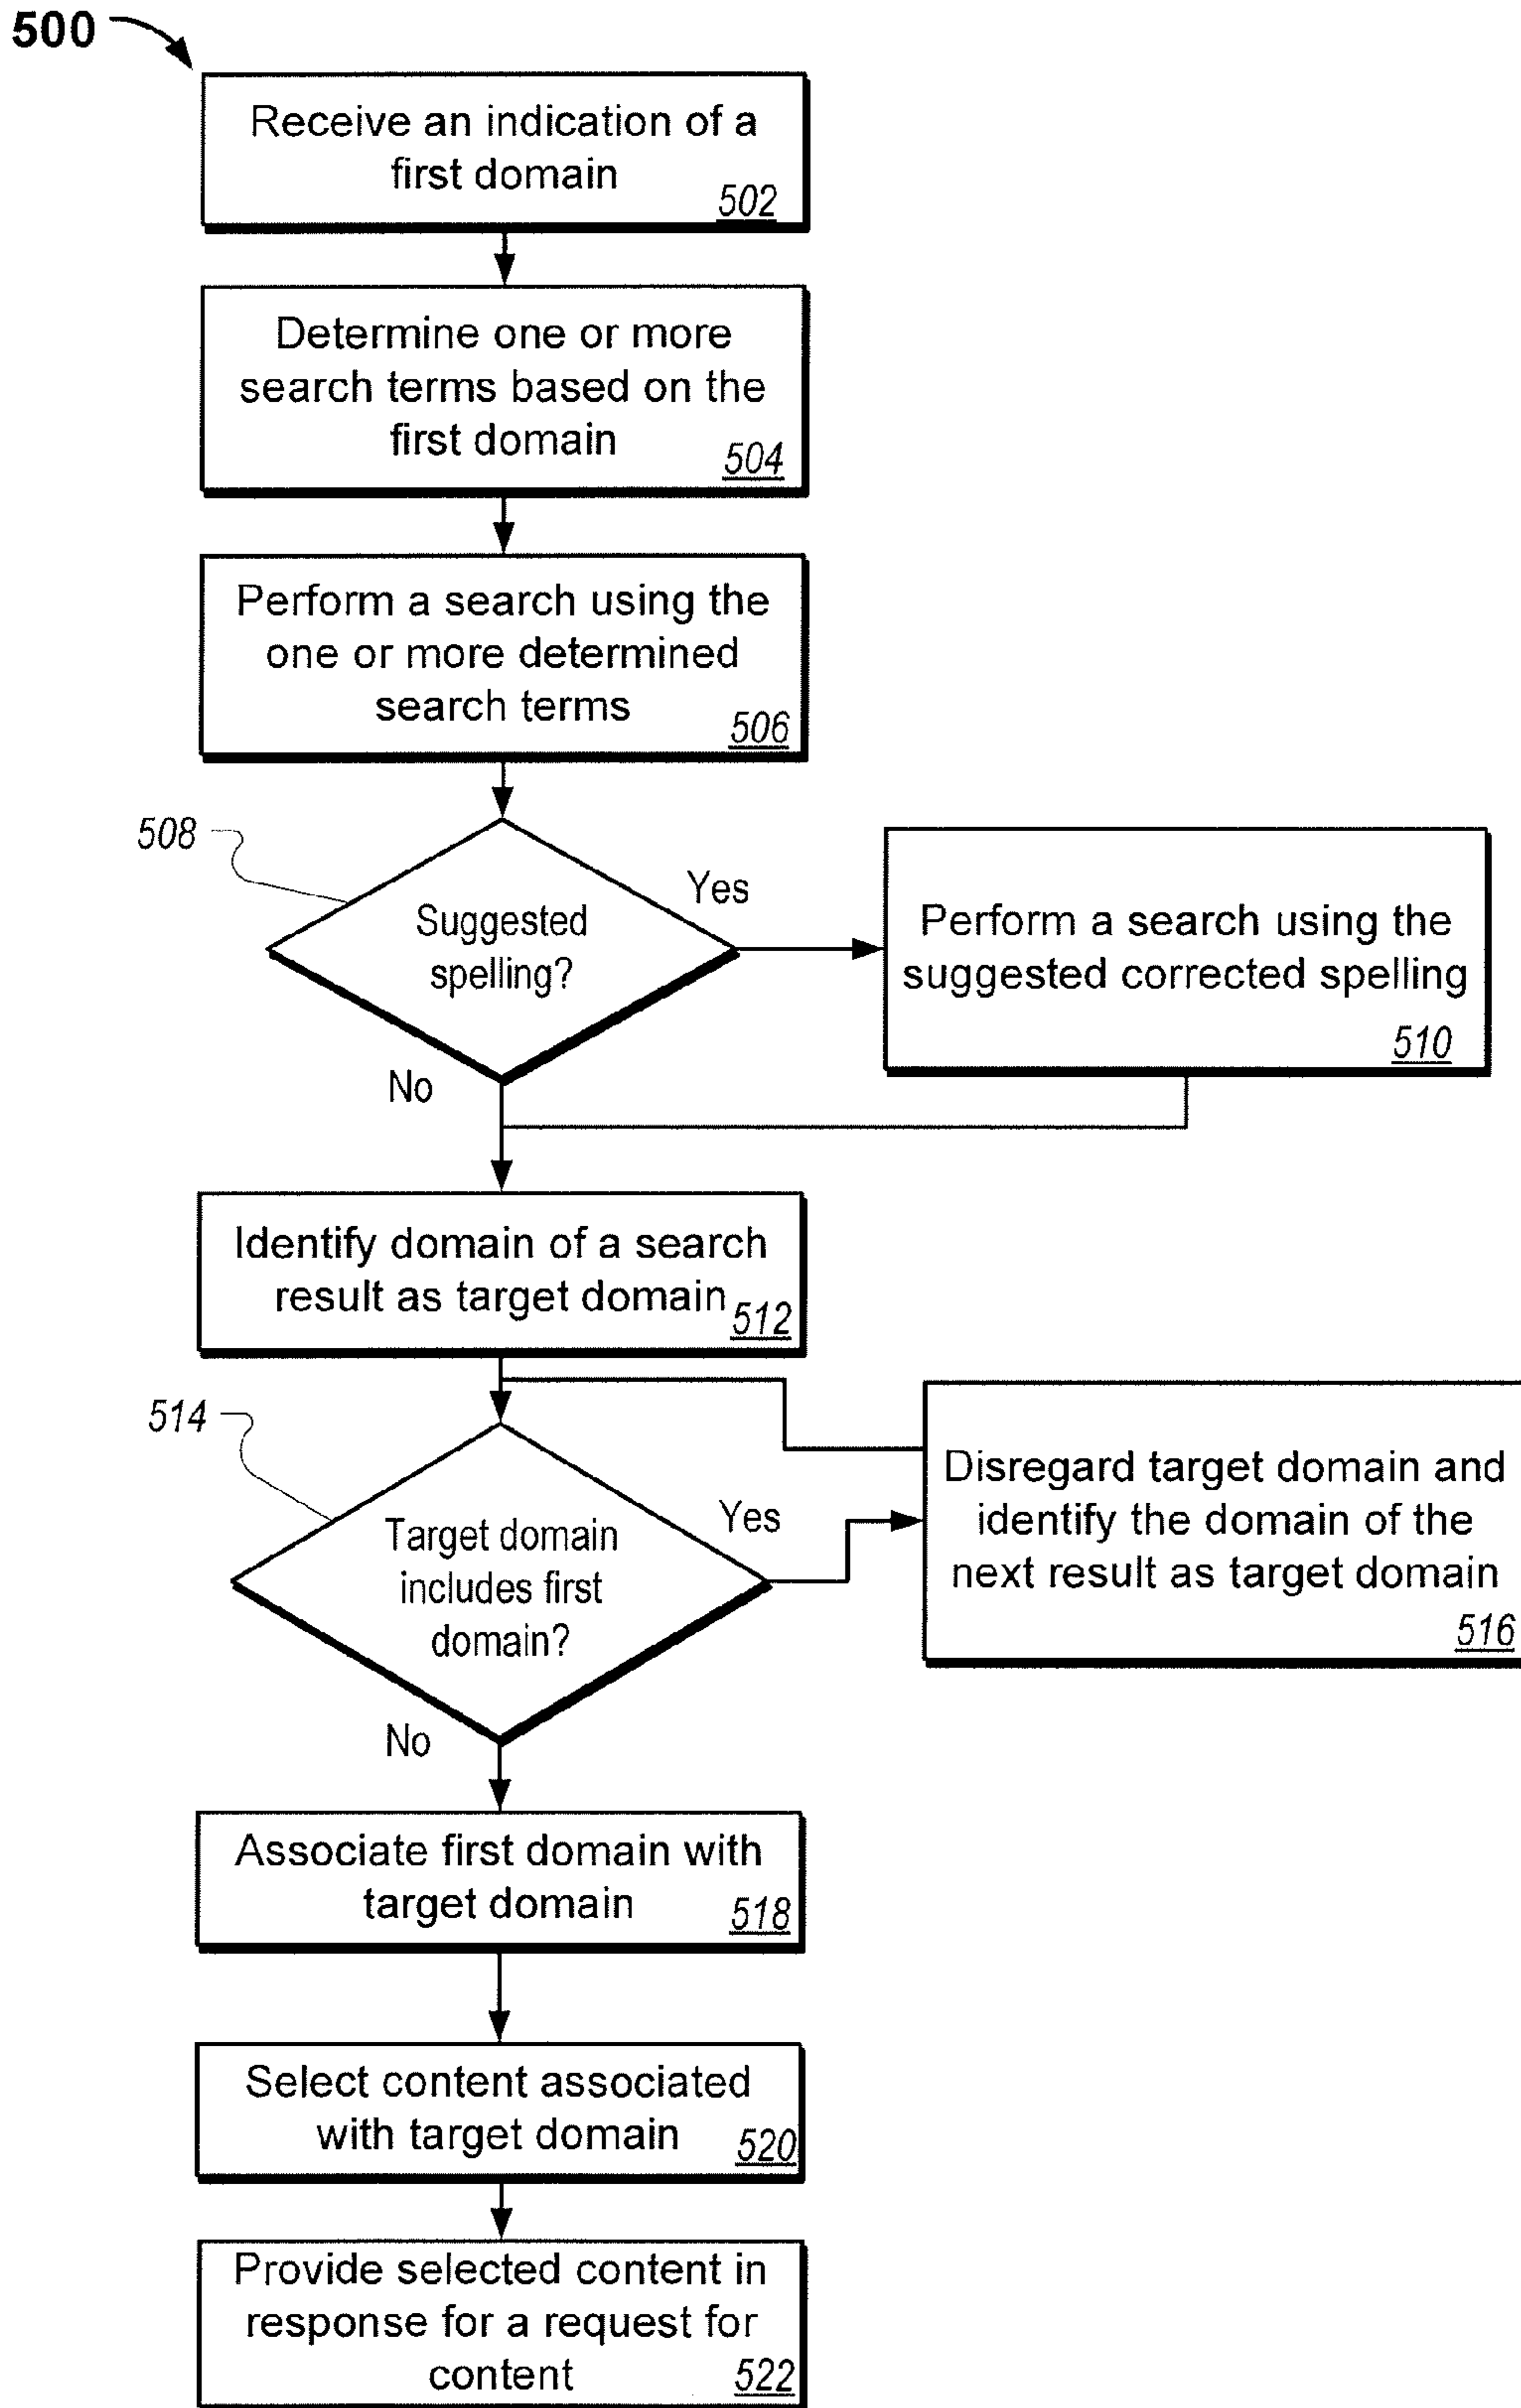 500
Receive an indication of a
first domain
502
Determine one or more
search terms based on the
first domain
504
Perform a search using the
one or more determined
search terms
506
508
Suggested
spelling?
Yes
No
Perform a search using the
suggested corrected spelling
510
Identify domain of a search
result as target domain
512
514
Target domain
includes first
domain?
Yes
No
Disregard target domain and
identify the domain of the
next result as target domain
516
Associate first domain with
target domain
518
Select content associated
with target domain
520
Provide selected content in
response for a request for
content
522